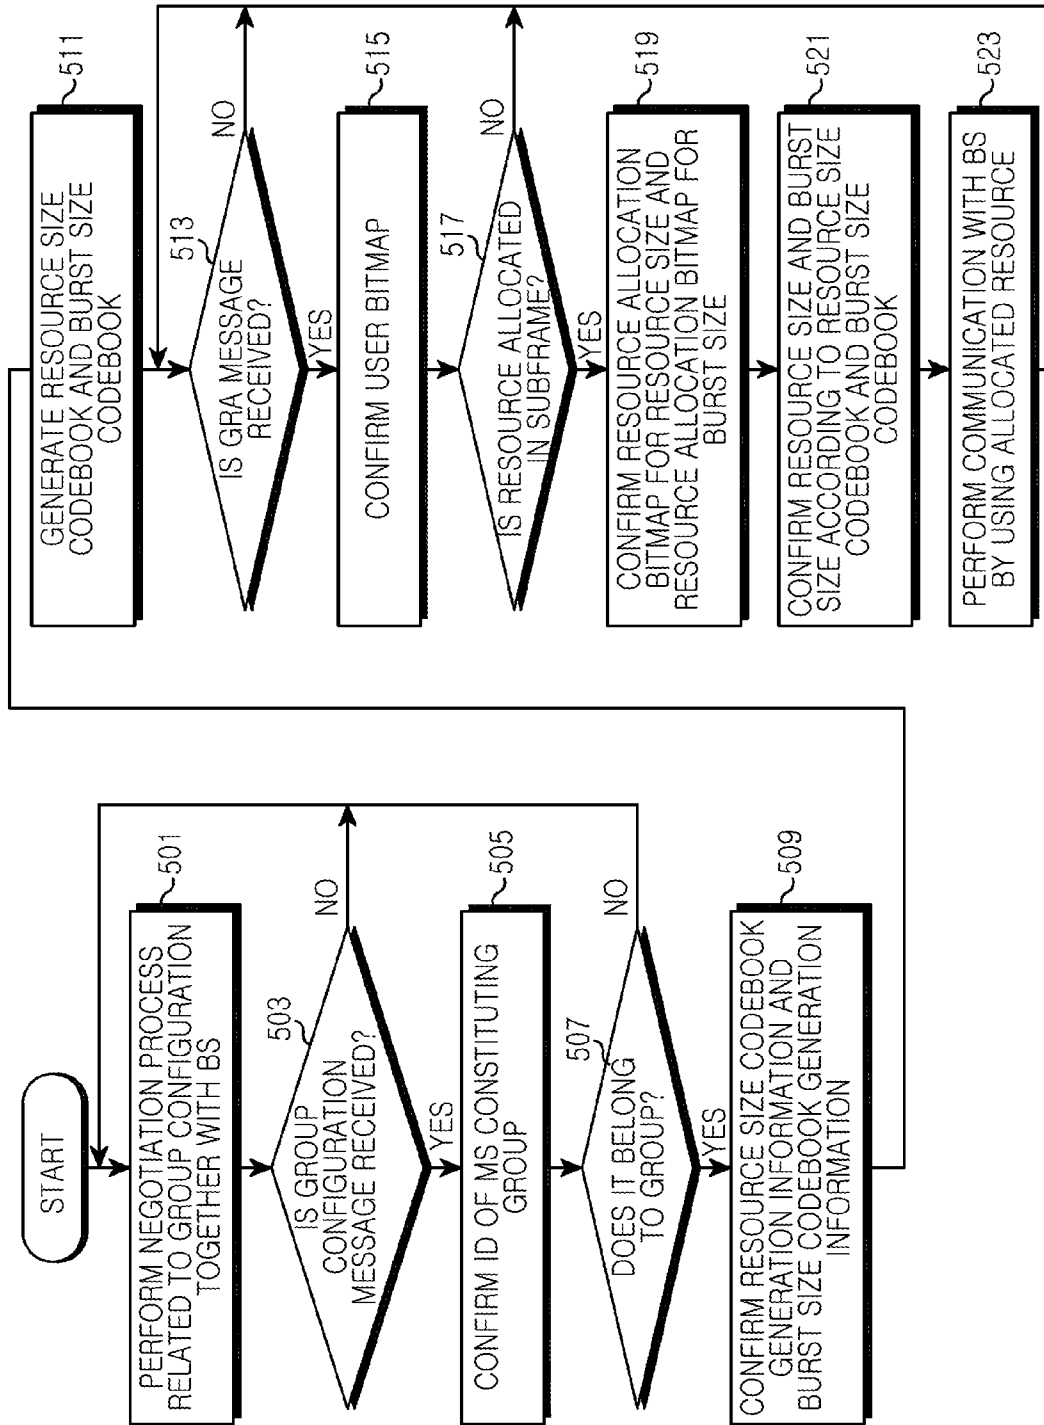 START
PERFORM NEGOTIATION PROCESS
RELATED TO GROUP CONFIGURATION
TOGETHER WITH BS
501
IS GROUP
CONFIGURATION
MESSAGE RECEIVED?
503
NO
YES
CONFIRM ID OF MS CONSTITUTING
GROUP
505
DOES IT BELONG
TO GROUP?
507
NO
YES
CONFIRM RESOURCE SIZE CODEBOOK
GENERATION INFORMATION AND
BURST SIZE CODEBOOK GENERATION
INFORMATION
509
GENERATE RESOURCE SIZE
CODEBOOK AND BURST SIZE
CODEBOOK
511
IS GRA MESSAGE
RECEIVED?
513
NO
YES
CONFIRM USER BITMAP
515
IS RESOURCE ALLOCATED
IN SUBFRAME?
517
NO
YES
CONFIRM RESOURCE ALLOCATION
BITMAP FOR RESOURCE SIZE AND
RESOURCE ALLOCATION BITMAP FOR
BURST SIZE
519
CONFIRM RESOURCE SIZE AND BURST
SIZE ACCORDING TO RESOURCE SIZE
CODEBOOK AND BURST SIZE
CODEBOOK
521
PERFORM COMMUNICATION WITH BS
BY USING ALLOCATED RESOURCE
523